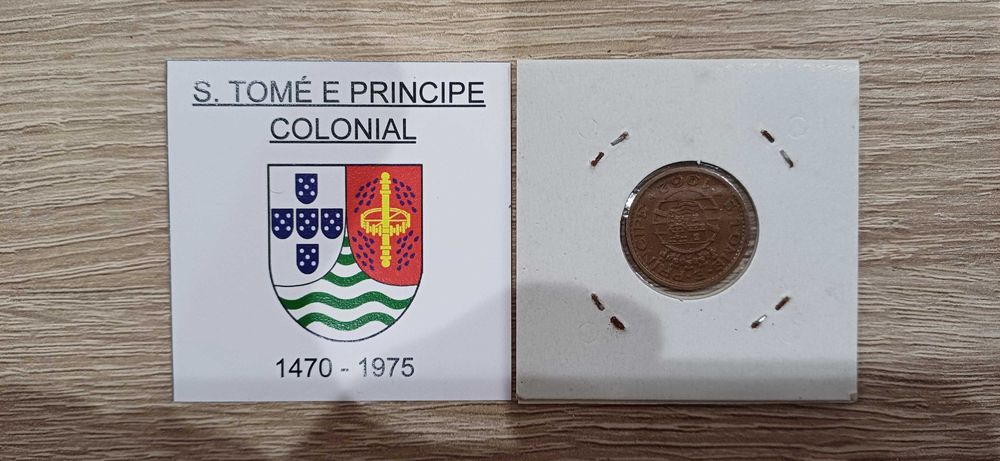 S. TOMÉ E PRINCIPE
COLONIAL
1470 - 1975